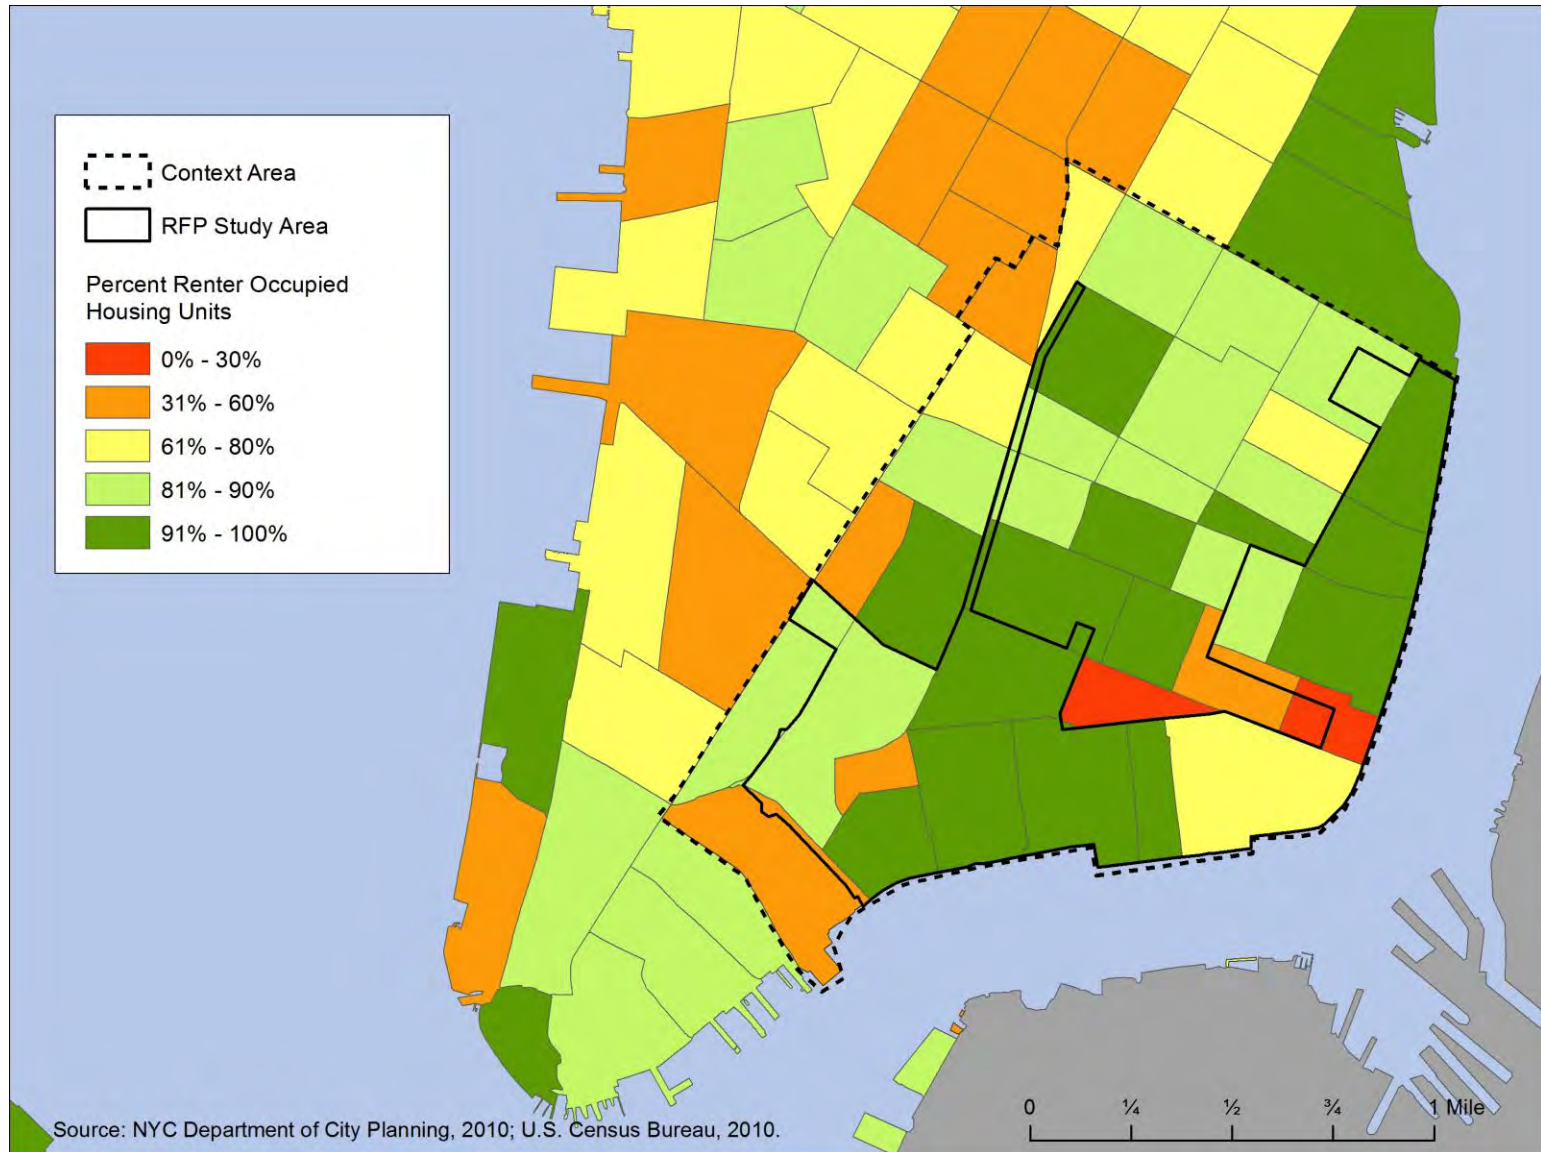 Context Area
RFP Study Area
Percent Renter Occupied
Housing Units
0% - 30%
31% - 60%
61% - 80%
81% - 90%
91% - 100%
0 ¼ ½ ¾ 1 Mile
Source: NYC Department of City Planning, 2010; U.S. Census Bureau, 2010.